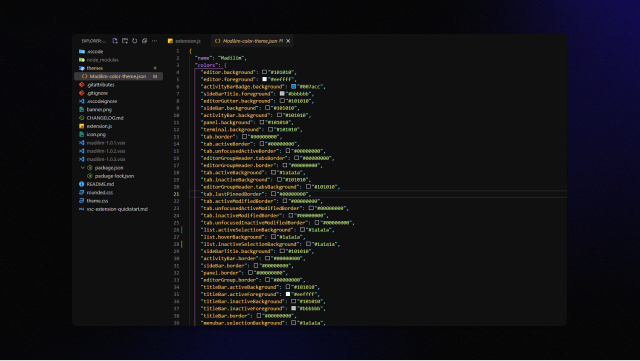 EXPLORER: ...
extension.js
Madilim-color-theme.json M
.vscode
node_modules
themes
Madilim-color-theme.json M
.gitattributes
.gitignore
.vscodeignore
banner.png
CHANGELOG.md
extension.js
icon.png
madilim-1.0.1.vsix
madilim-1.0.2.vsix
madilim-1.0.3.vsix
package.json
package-lock.json
README.md
rounded.css
theme.css
vsc-extension-quickstart.md
1 {
2 "name": "Madilim",
3 "colors": {
4 "editor.background": "#101010",
5 "editor.foreground": "#eeffff",
6 "activityBarBadge.background": "#007acc",
7 "sideBarTitle.foreground": "#bbbbbb",
8 "editorGutter.background": "#101010",
9 "sideBar.background": "#101010",
10 "activityBar.background": "#101010",
11 "panel.background": "#101010",
12 "terminal.background": "#101010",
13 "tab.border": "#00000000",
14 "tab.activeBorder": "#00000000",
15 "tab.unfocusedActiveBorder": "#00000000",
16 "editorGroupHeader.tabsBorder": "#00000000",
17 "editorGroupHeader.border": "#00000000",
18 "tab.activeBackground": "#1a1a1a",
19 "tab.inactiveBackground": "#101010",
20 "editorGroupHeader.tabsBackground": "#101010",
21 "tab.lastPinnedBorder": "#00000000",
22 "tab.activeModifiedBorder": "#00000000",
23 "tab.unfocusedActiveModifiedBorder": "#00000000",
24 "tab.inactiveModifiedBorder": "#00000000",
25 "tab.unfocusedInactiveModifiedBorder": "#00000000",
26 "list.activeSelectionBackground": "#1a1a1a",
27 "list.hoverBackground": "#1a1a1a",
28 "list.inactiveSelectionBackground": "#1a1a1a",
29 "sideBarTitle.background": "#101010",
30 "activityBar.border": "#00000000",
31 "sideBar.border": "#00000000",
32 "panel.border": "#00000000",
33 "editorGroup.border": "#00000000",
34 "titleBar.activeBackground": "#101010",
35 "titleBar.activeForeground": "#eeffff",
36 "titleBar.inactiveBackground": "#101010",
37 "titleBar.inactiveForeground": "#bbbbbb",
38 "titleBar.border": "#00000000",
39 "menubar.selectionBackground": "#1a1a1a",